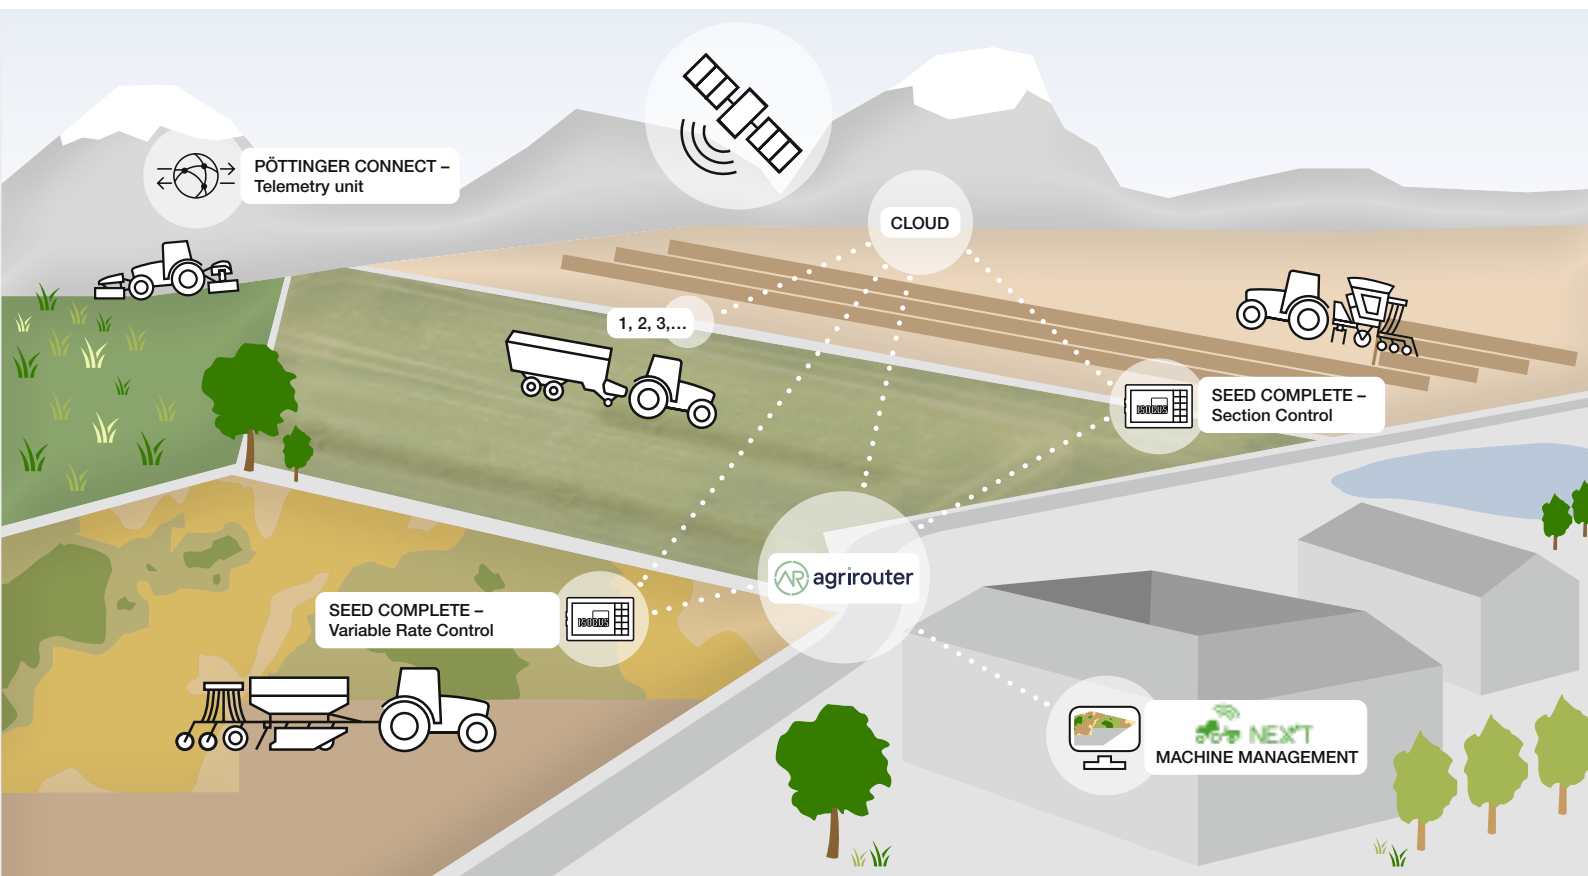 PÖTTINGER CONNECT –
Telemetry unit
CLOUD
1, 2, 3,...
ISOBUS
SEED COMPLETE –
Section Control
AR agrirouter
SEED COMPLETE –
Variable Rate Control
ISOBUS
NEXT
MACHINE MANAGEMENT